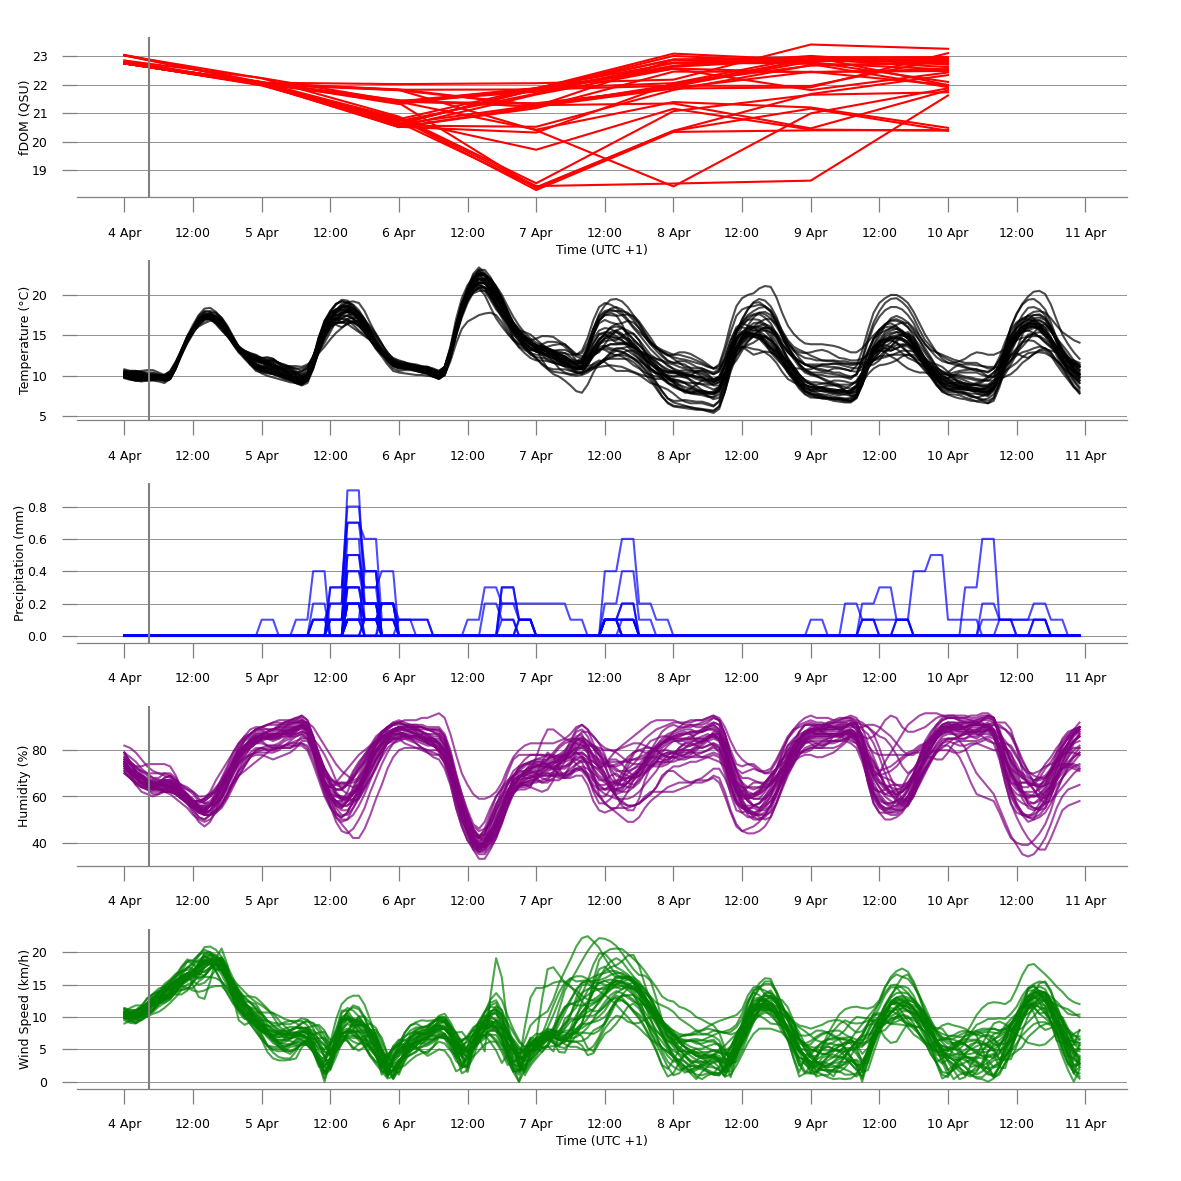 fDOM (QSU)
23
22
21
20
19
4 Apr 12:00 5 Apr 12:00 6 Apr 12:00 7 Apr 12:00 8 Apr 12:00 9 Apr 12:00 10 Apr 12:00 11 Apr
Time (UTC +1)
Temperature (°C)
20
15
10
5
4 Apr 12:00 5 Apr 12:00 6 Apr 12:00 7 Apr 12:00 8 Apr 12:00 9 Apr 12:00 10 Apr 12:00 11 Apr
Precipitation (mm)
0.8
0.6
0.4
0.2
0.0
4 Apr 12:00 5 Apr 12:00 6 Apr 12:00 7 Apr 12:00 8 Apr 12:00 9 Apr 12:00 10 Apr 12:00 11 Apr
Humidity (%)
80
60
40
4 Apr 12:00 5 Apr 12:00 6 Apr 12:00 7 Apr 12:00 8 Apr 12:00 9 Apr 12:00 10 Apr 12:00 11 Apr
Wind Speed (km/h)
20
15
10
5
0
4 Apr 12:00 5 Apr 12:00 6 Apr 12:00 7 Apr 12:00 8 Apr 12:00 9 Apr 12:00 10 Apr 12:00 11 Apr
Time (UTC +1)